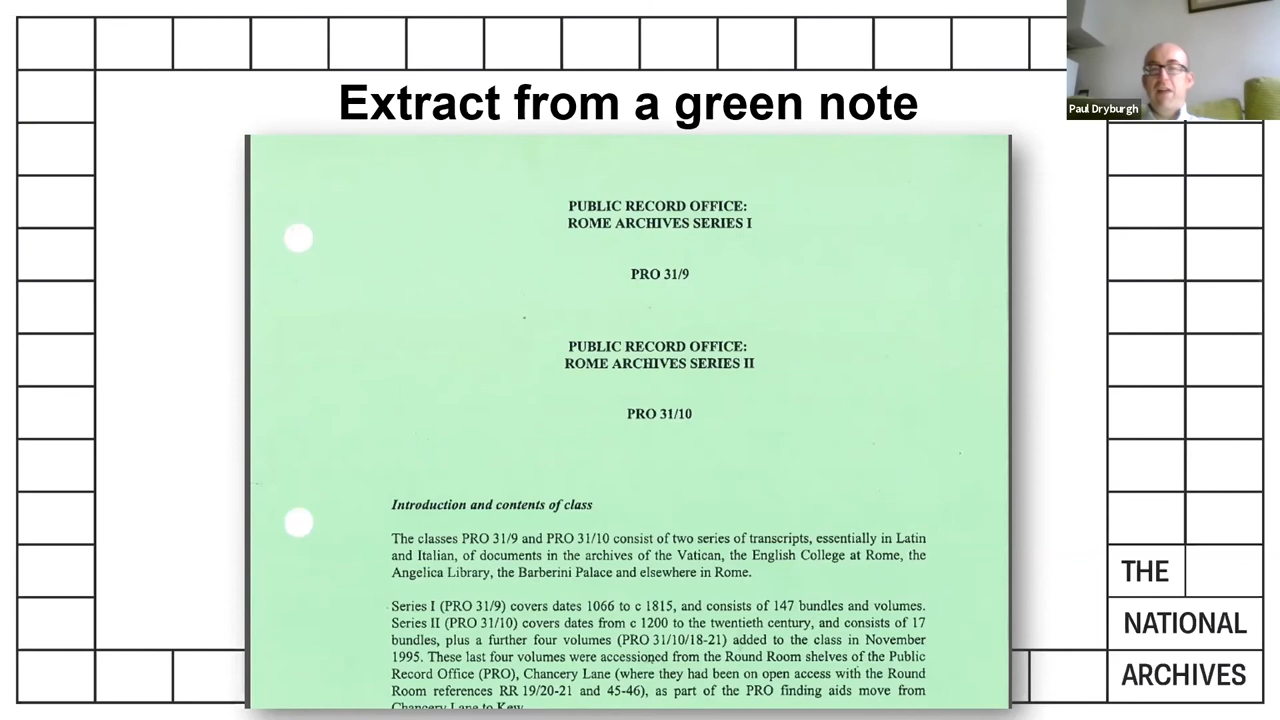 Extract from a green note
Paul Dryburgh
PUBLIC RECORD OFFICE:
ROME ARCHIVES SERIES I
PRO 31/9
PUBLIC RECORD OFFICE:
ROME ARCHIVES SERIES II
PRO 31/10
Introduction and contents of class
The classes PRO 31/9 and PRO 31/10 consist of two series of transcripts, essentially in Latin
and Italian, of documents in the archives of the Vatican, the English College at Rome, the
Angelica Library, the Barberini Palace and elsewhere in Rome.
Series I (PRO 31/9) covers dates 1066 to c 1815, and consists of 147 bundles and volumes.
Series II (PRO 31/10) covers dates from c 1200 to the twentieth century, and consists of 17
bundles, plus a further four volumes (PRO 31/10/18-21) added to the class in November
1995. These last four volumes were accessioned from the Round Room shelves of the Public
Record Office (PRO), Chancery Lane (where they had been on open access with the Round
Room references RR 19/20-21 and 45-46), as part of the PRO finding aids move from
Chancery Lane to Kew.
THE
NATIONAL
ARCHIVES